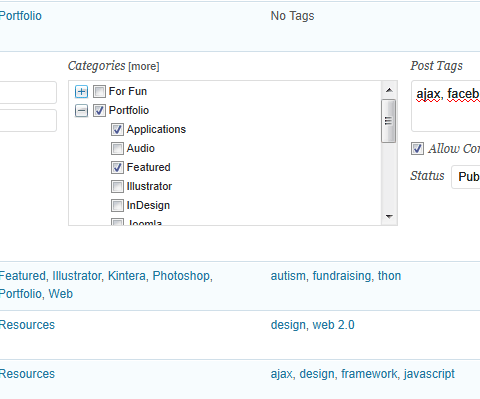 Portfolio No Tags
Categories [more] Post Tags
For Fun
Portfolio
Applications
Audio
Featured
Illustrator
InDesign
Joomla
ajax, faceb
Allow Con
Status Pub
Featured, Illustrator, Kintera, Photoshop,
Portfolio, Web
autism, fundraising, thon
Resources design, web 2.0
Resources ajax, design, framework, javascript